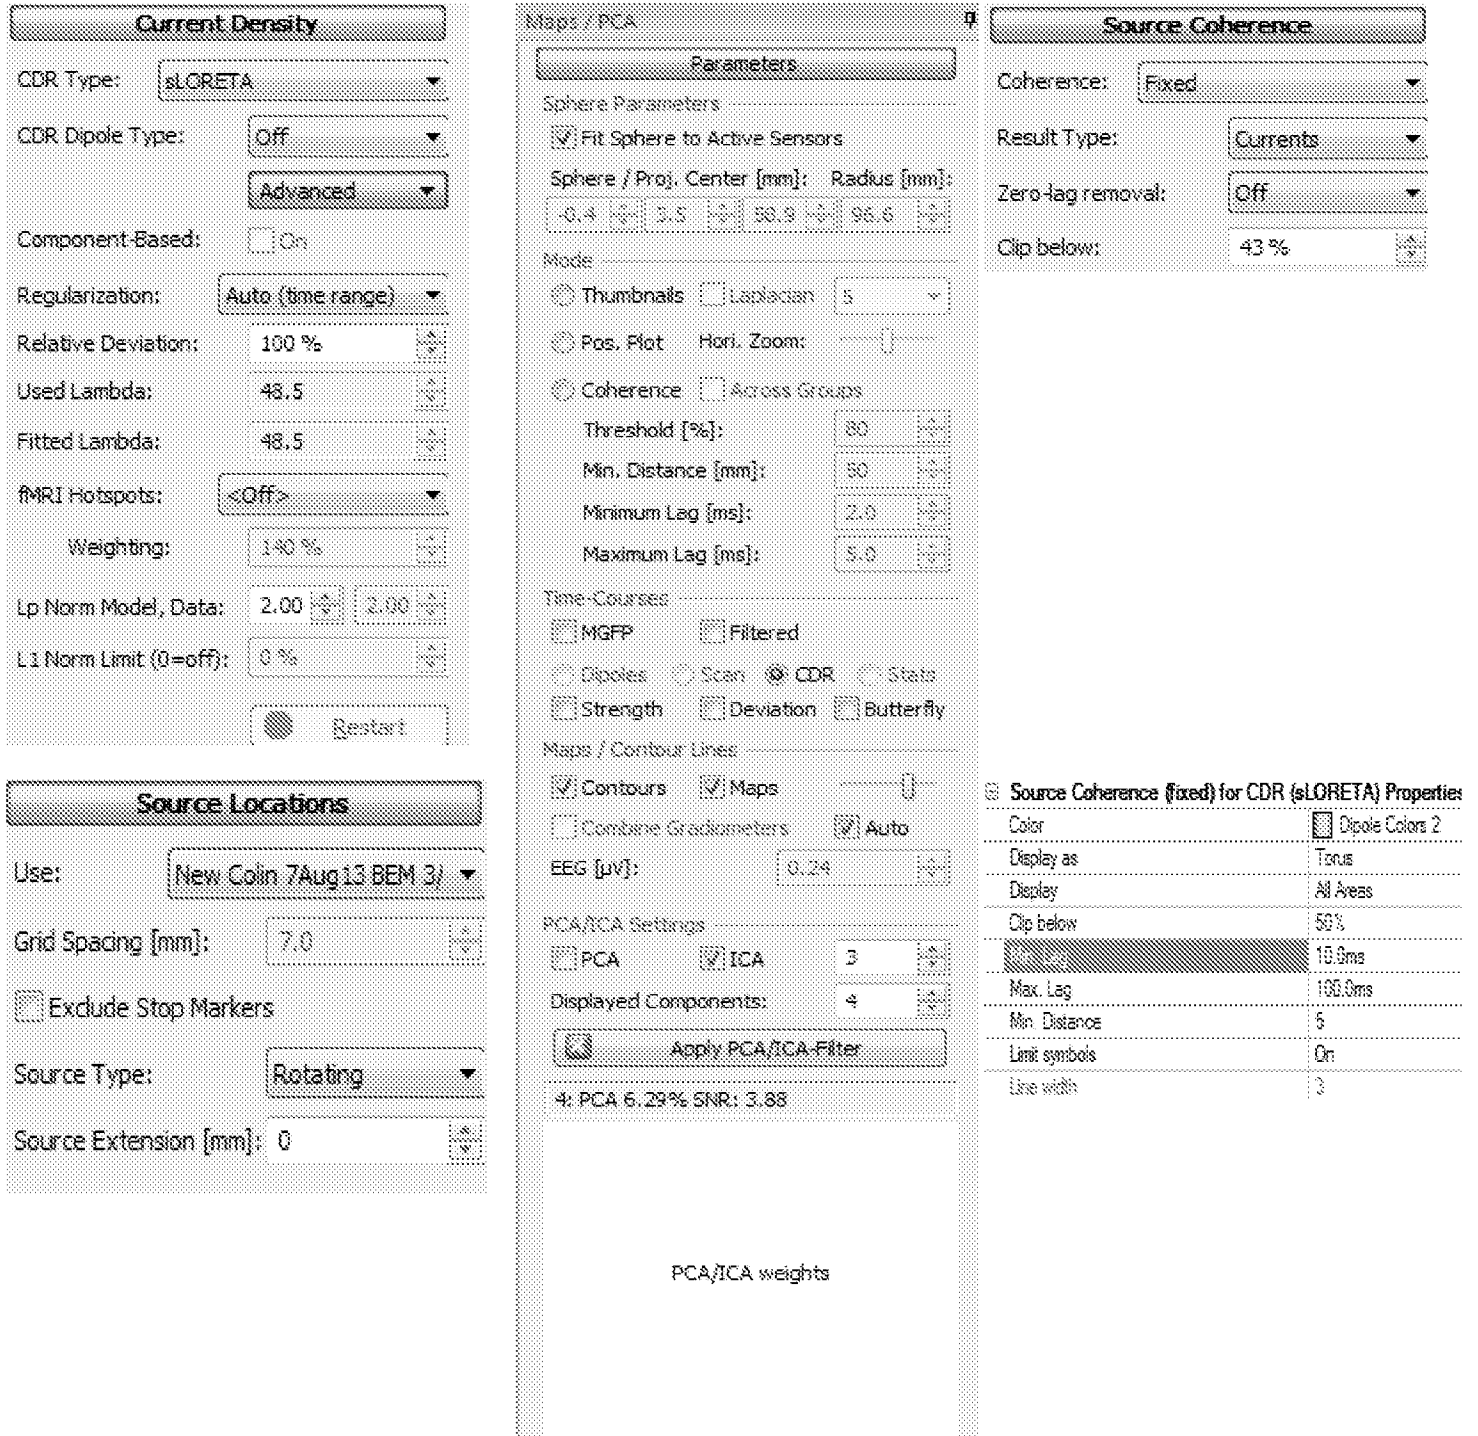 Current Density
CDR Type: sLORETA
CDR Dipole Type: Off
Advanced
Component-Based: On
Regularization: Auto (time range)
Relative Deviation: 100 %
Used Lambda: 48.5
Fitted Lambda: 48.5
fMRI Hotspots: <Off>
Weighting: 140 %
Lp Norm Model, Data: 2.00 2.00
L1 Norm Limit (0=off): 0 %
Restart
Source Locations
Use: New Colin 7Aug13 BEM 3/
Grid Spacing [mm]: 7.0
Exclude Stop Markers
Source Type: Rotating
Source Extension [mm]: 0
Maps / PCA
Parameters
Sphere Parameters
Fit Sphere to Active Sensors
Sphere / Proj. Center [mm]: Radius [mm]:
-0.4 3.5 50.9 96.6
Mode
Thumbnails Laplacian 5
Pos. Plot Hori. Zoom:
Coherence Across Groups
Threshold [%]: 80
Min. Distance [mm]: 50
Minimum Lag [ms]: 2.0
Maximum Lag [ms]: 5.0
Time-Courses
MGFP Filtered
Dipoles Scan CDR Stats
Strength Deviation Butterfly
Maps / Contour Lines
Contours Maps
Combine Gradiometers Auto
EEG [µV]: 0.24
PCA/ICA Settings
PCA ICA 3
Displayed Components: 4
Apply PCA/ICA-Filter
4: PCA 6.29% SNR: 3.88
PCA/ICA weights
Source Coherence
Coherence: Fixed
Result Type: Currents
Zero-lag removal: Off
Clip below: 43 %
Source Coherence (fixed) for CDR (sLORETA) Properties
Color Dipole Colors 2
Display as Torus
Display All Areas
Clip below 50%
10.0ms
Max. Lag 100.0ms
Min. Distance 5
Limit symbols On
Line width 3